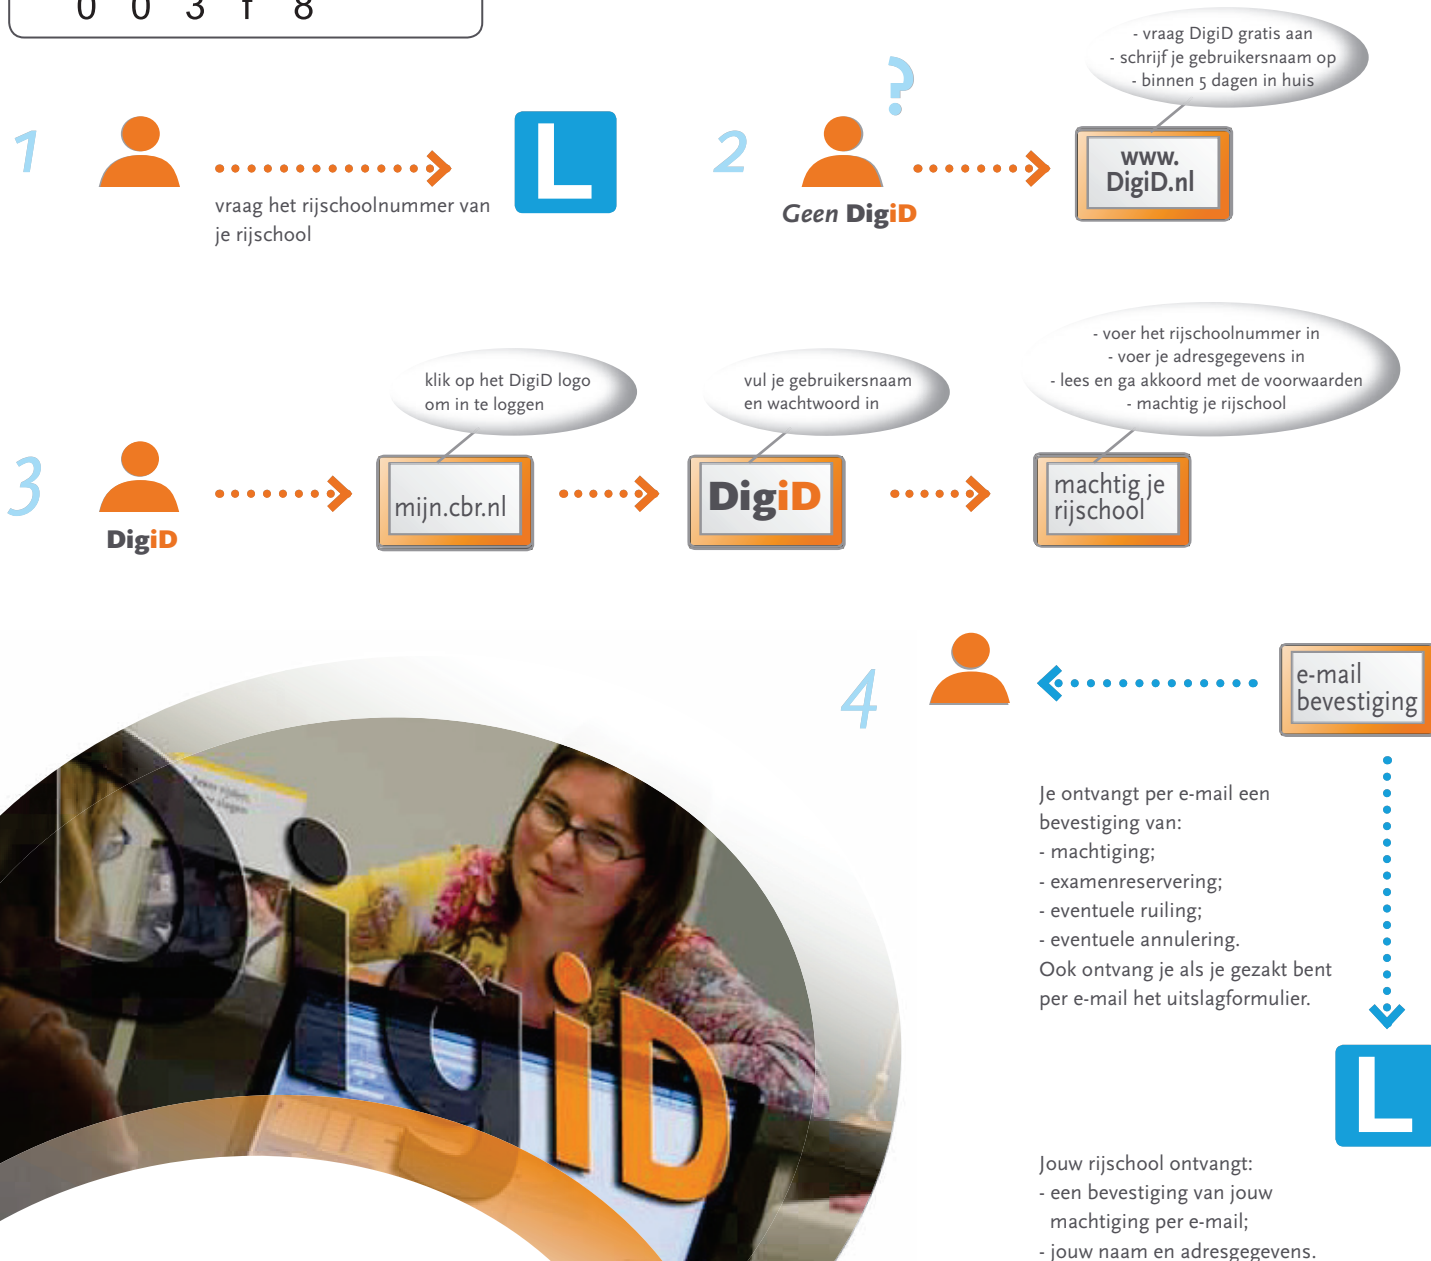 0 0 3 f 8
1
vraag het rijschoolnummer van
je rijschool
L
2
?
Geen DigiD
- vraag DigiD gratis aan
- schrijf je gebruikersnaam op
- binnen 5 dagen in huis
www.
DigiD.nl
3
DigiD
klik op het DigiD logo
om in te loggen
mijn.cbr.nl
vul je gebruikersnaam
en wachtwoord in
DigiD
- voer het rijschoolnummer in
- voer je adresgegevens in
- lees en ga akkoord met de voorwaarden
- machtig je rijschool
machtig je
rijschool
4
e-mail
bevestiging
Je ontvangt per e-mail een
bevestiging van:
- machtiging;
- examenreservering;
- eventuele ruiling;
- eventuele annulering.
Ook ontvang je als je gezakt bent
per e-mail het uitslagformulier.
L
Jouw rijschool ontvangt:
- een bevestiging van jouw
machtiging per e-mail;
- jouw naam en adresgegevens.
DigiD